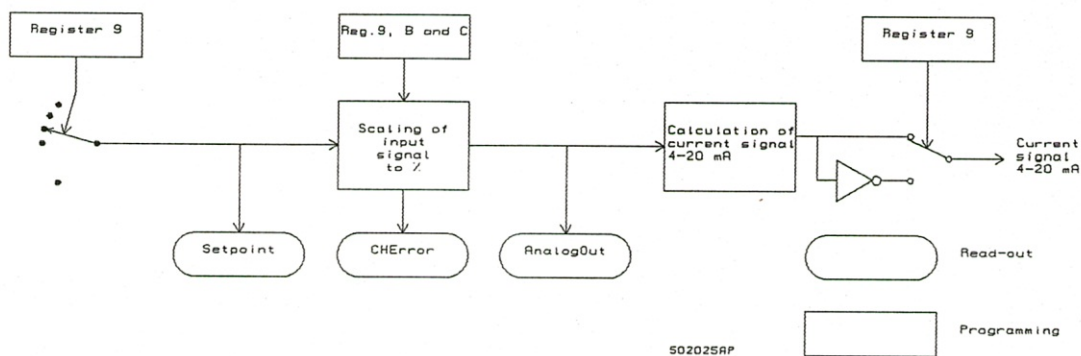 Register 9
Reg.9, B and C
Register 9
Scaling of
input
signal
to %
Calculation of
current signal
4-20 mA
Current
signal
4-20 mA
Setpoint
CHError
AnalogOut
Read-out
Programming
502025AP